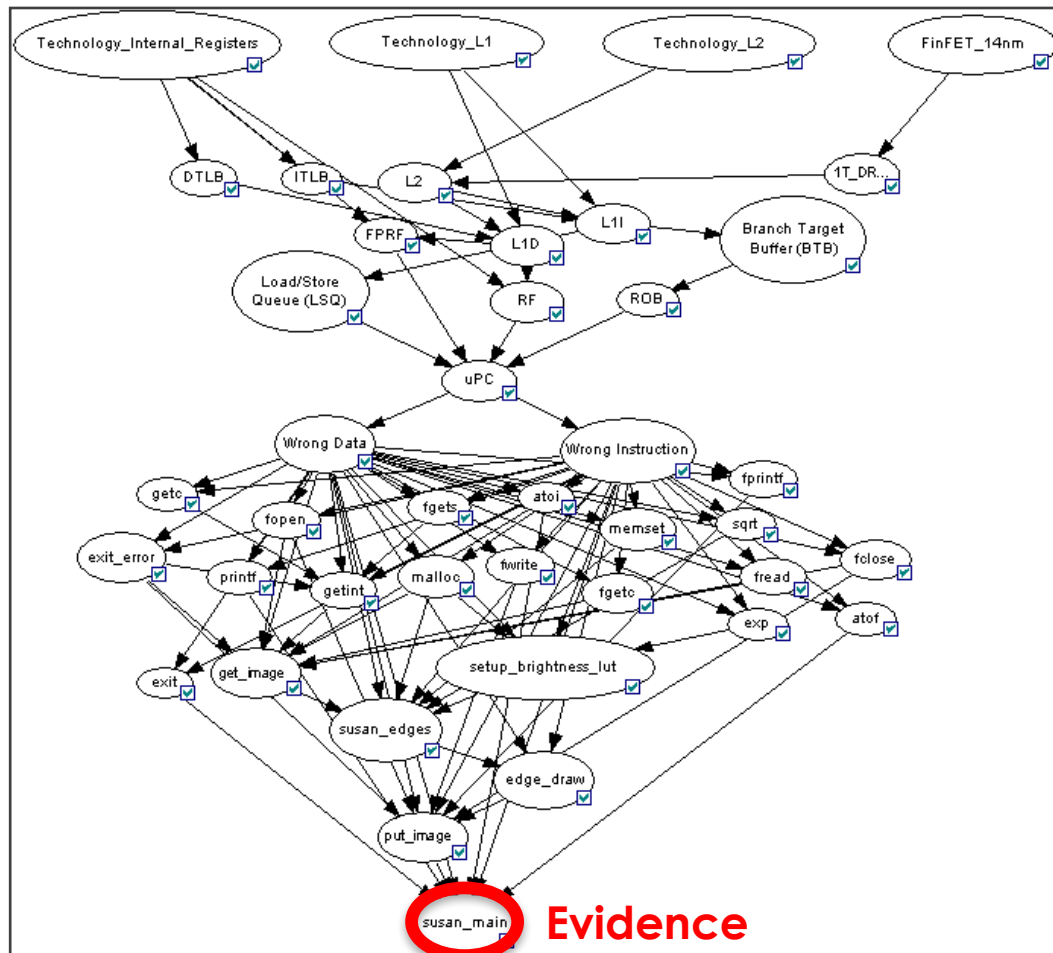 Technology_Internal_Registers
Technology_L1
Technology_L2
FinFET_14nm
DTLB
ITLB
L2
1T_DR...
FPRF
L1D
L1I
Branch Target
Buffer (BTB)
Load/Store
Queue (LSQ)
RF
ROB
uPC
Wrong Data
Wrong Instruction
getc
fopen
fgets
atoi
memset
sqrt
fprintf
exit_error
printf
getint
malloc
fwrite
fgetc
fread
fclose
exp
atof
exit
get_image
setup_brightness_lut
susan_edges
edge_draw
put_image
susan_main
Evidence